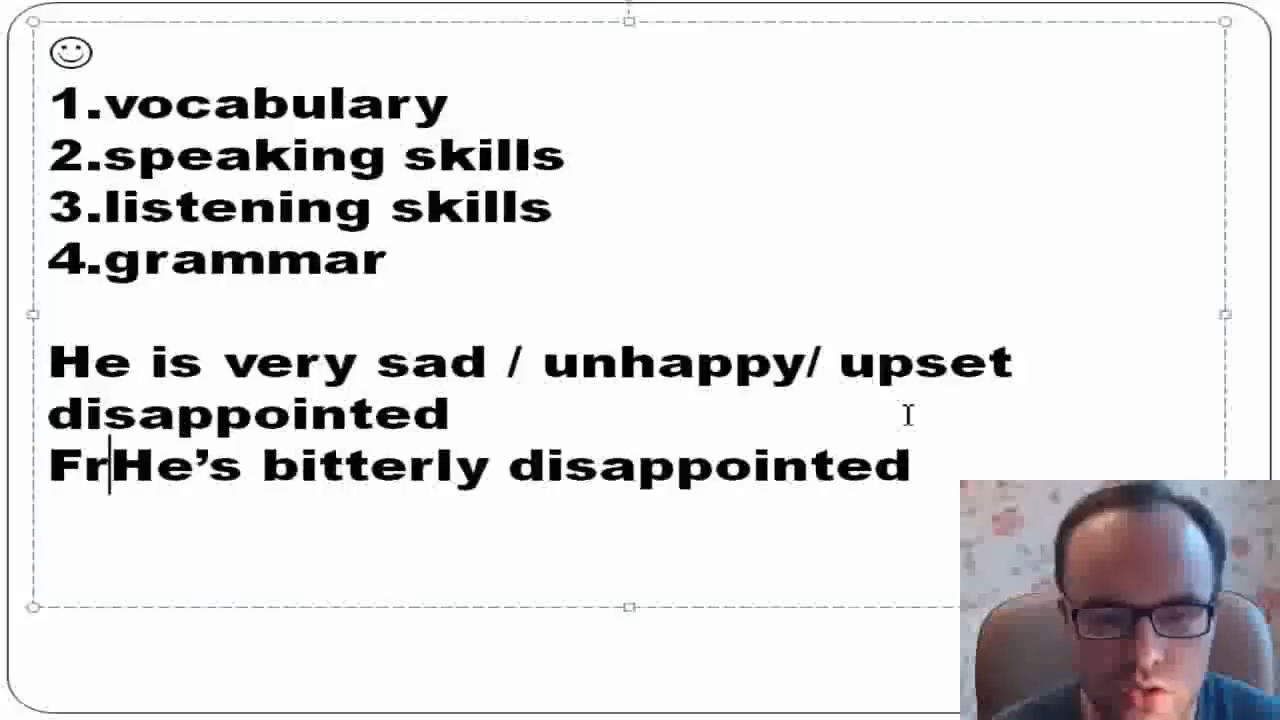 1.vocabulary
2.speaking skills
3.listening skills
4.grammar
He is very sad / unhappy/ upset
disappointed
FrHe’s bitterly disappointed